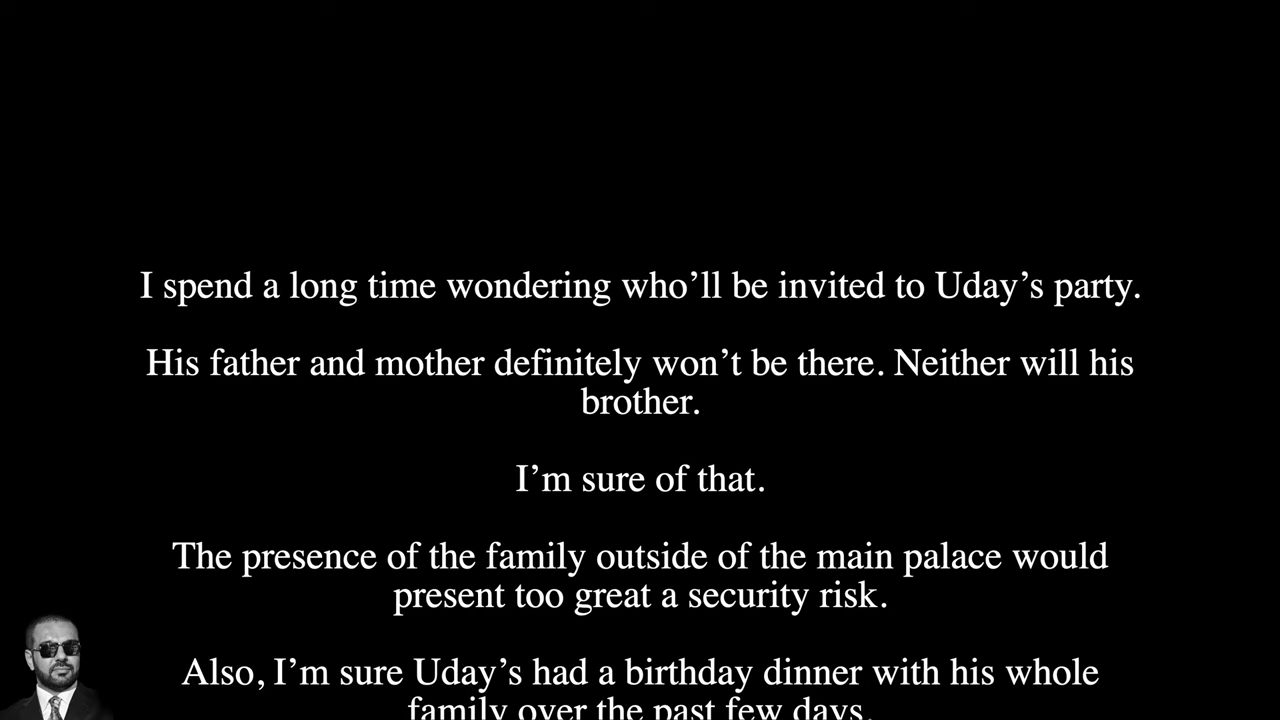 I spend a long time wondering who’ll be invited to Uday’s party.
His father and mother definitely won’t be there. Neither will his
brother.
I’m sure of that.
The presence of the family outside of the main palace would
present too great a security risk.
Also, I’m sure Uday’s had a birthday dinner with his whole
family over the past few days.